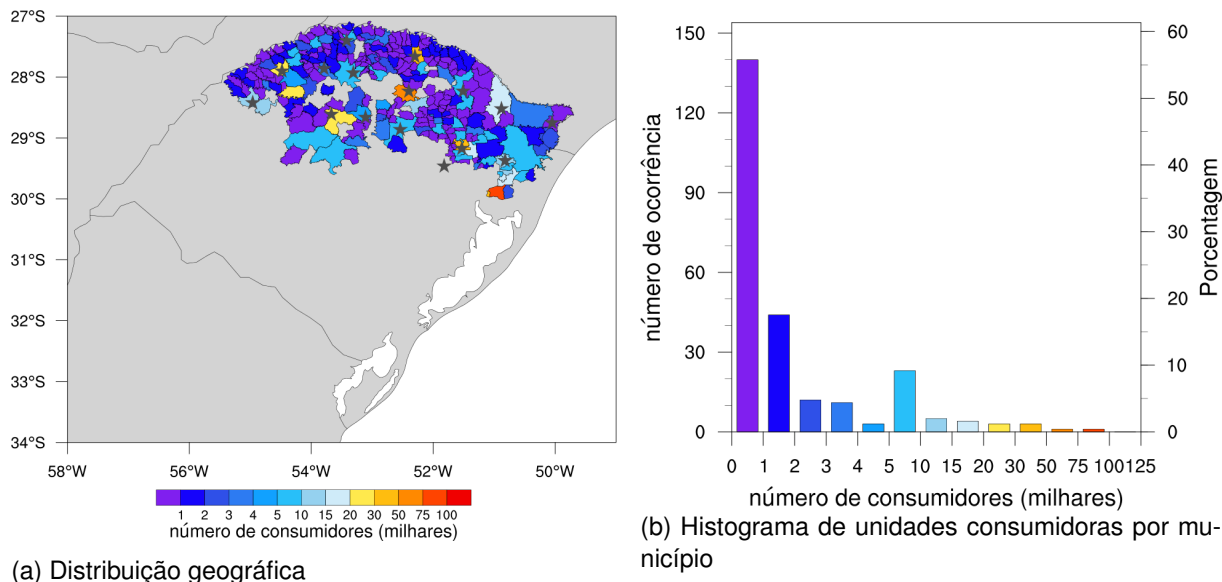 27°S
28°S
29°S
30°S
31°S
32°S
33°S
34°S
58°W 56°W 54°W 52°W 50°W
1 2 3 4 5 10 15 20 30 50 75 100
número de consumidores (milhares)
(a) Distribuição geográfica
150
120
90
60
30
0
número de ocorrência
60
50
40
30
20
10
0
Porcentagem
0 1 2 3 4 5 10 15 20 30 50 75 100 125
número de consumidores (milhares)
(b) Histograma de unidades consumidoras por mu-
nicípio